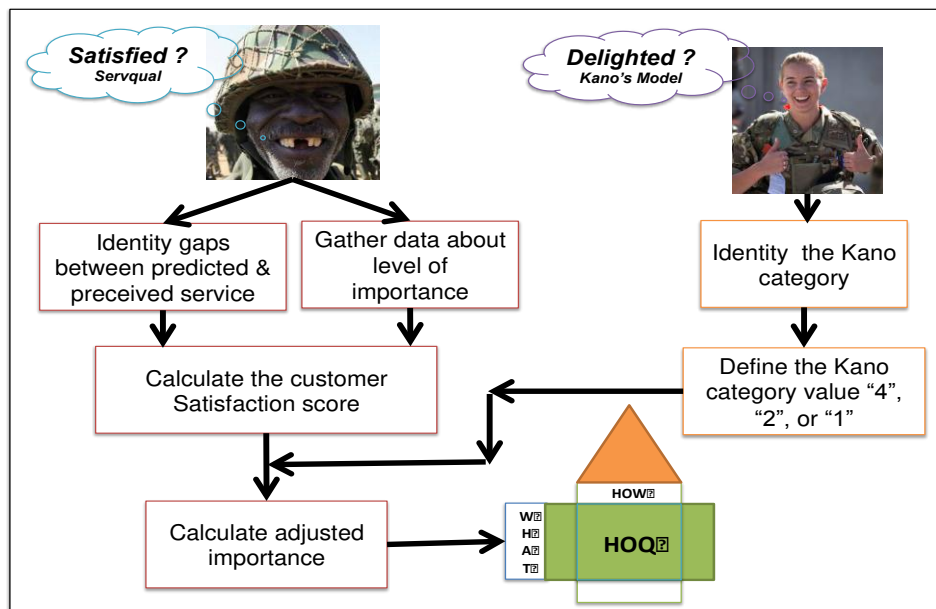 Satisfied ?
Servqual
Delighted ?
Kano's Model
Identity gaps
between predicted &
preceived service
Gather data about
level of
importance
Identity  the Kano
category
Calculate the customer
Satisfaction score
Define the Kano
category value “4”,
“2”, or “1”
Calculate adjusted
importance
HOW⍰
W⍰
H⍰
A⍰
T⍰
HOQ⍰